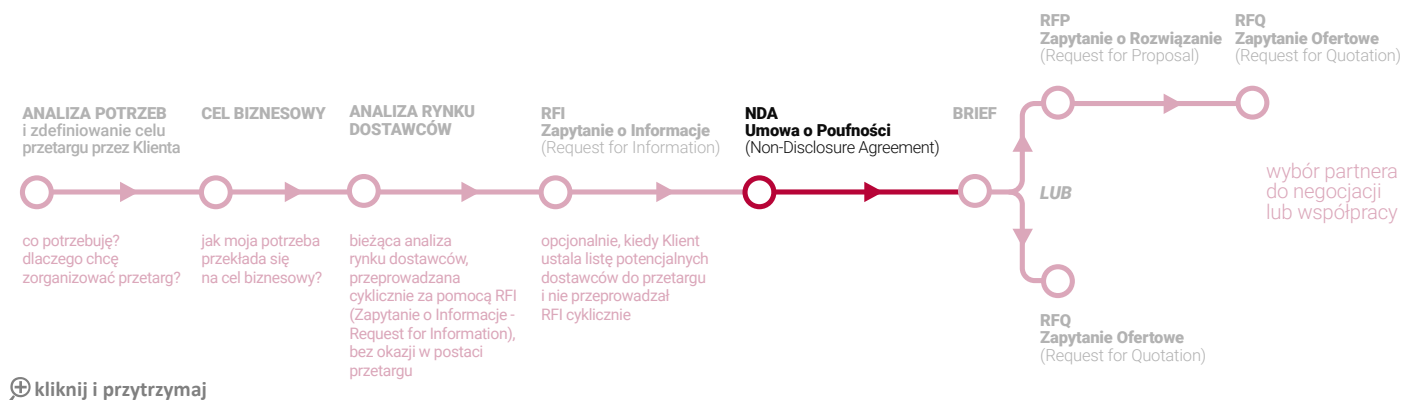 ANALIZA POTRZEB
i zdefiniowanie celu
przetargu przez Klienta
co potrzebuję?
dlaczego chcę
zorganizować przetarg?
CEL BIZNESOWY
jak moja potrzeba
przekłada się
na cel biznesowy?
ANALIZA RYNKU
DOSTAWCÓW
bieżąca analiza
rynku dostawców,
przeprowadzana
cyklicznie za pomocą RFI
(Zapytanie o Informacje -
Request for Information),
bez okazji w postaci
przetargu
RFI
Zapytanie o Informacje
(Request for Information)
opcjonalnie, kiedy Klient
ustala listę potencjalnych
dostawców do przetargu
i nie przeprowadzał
RFI cyklicznie
NDA
Umowa o Poufności
(Non-Disclosure Agreement)
BRIEF
RFP
Zapytanie o Rozwiązanie
(Request for Proposal)
RFQ
Zapytanie Ofertowe
(Request for Quotation)
LUB
RFQ
Zapytanie Ofertowe
(Request for Quotation)
wybór partnera
do negocjacji
lub współpracy
kliknij i przytrzymaj